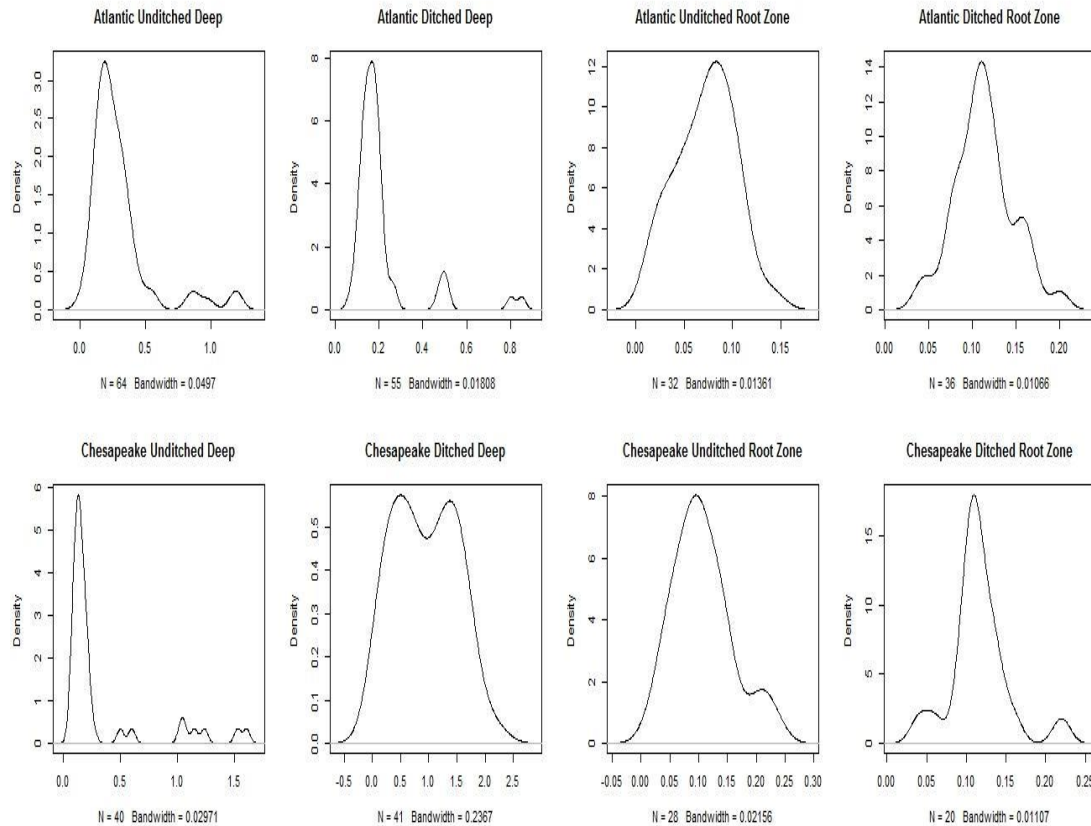 Atlantic Unditched Deep
Density
0.0 0.5 1.0 1.5 2.0 2.5 3.0
0.0 0.5 1.0
N = 64 Bandwidth = 0.0497
Atlantic Ditched Deep
Density
0 2 4 6 8
0.0 0.2 0.4 0.6 0.8
N = 55 Bandwidth = 0.01808
Atlantic Unditched Root Zone
Density
0 2 4 6 8 10 12
0.00 0.05 0.10 0.15
N = 32 Bandwidth = 0.01361
Atlantic Ditched Root Zone
Density
0 2 4 6 8 10 12 14
0.00 0.05 0.10 0.15 0.20
N = 36 Bandwidth = 0.01066
Chesapeake Unditched Deep
Density
0 1 2 3 4 5 6
0.0 0.5 1.0 1.5
N = 40 Bandwidth = 0.02971
Chesapeake Ditched Deep
Density
0.0 0.1 0.2 0.3 0.4 0.5
-0.5 0.0 0.5 1.0 1.5 2.0 2.5
N = 41 Bandwidth = 0.2367
Chesapeake Unditched Root Zone
Density
0 2 4 6 8
-0.05 0.00 0.05 0.10 0.15 0.20 0.25 0.30
N = 28 Bandwidth = 0.02156
Chesapeake Ditched Root Zone
Density
0 5 10 15
0.00 0.05 0.10 0.15 0.20 0.25
N = 20 Bandwidth = 0.01107